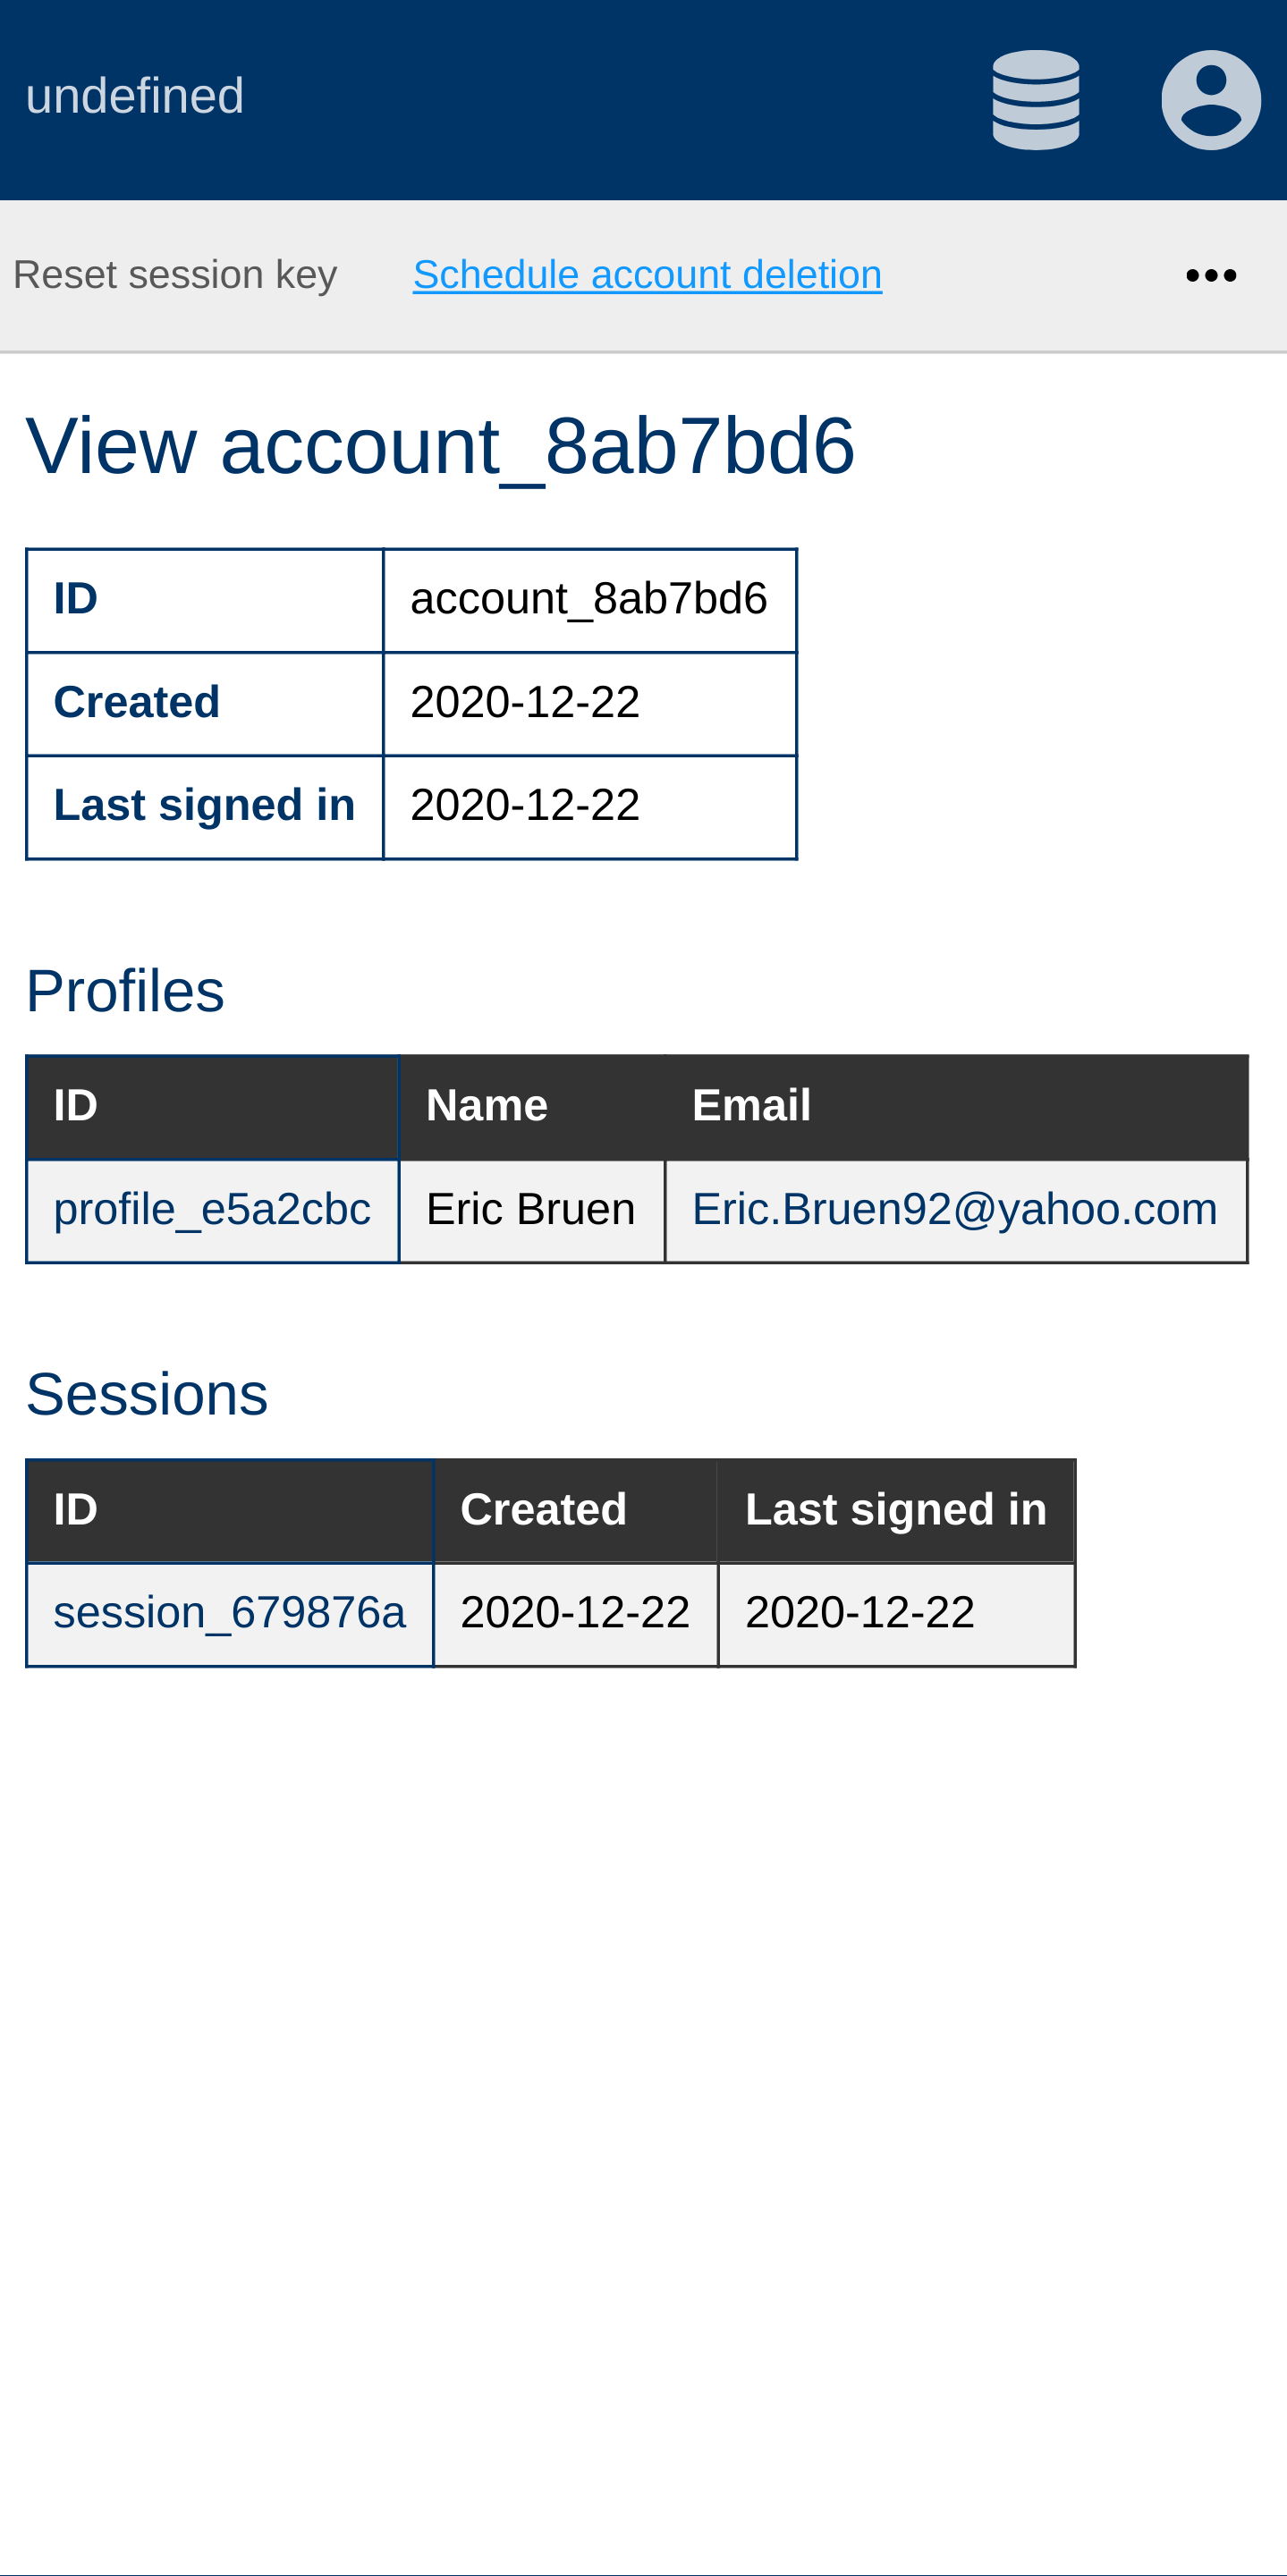 undefined
Reset session key Schedule account deletion •••
View account_8ab7bd6
ID account_8ab7bd6
Created 2020-12-22
Last signed in 2020-12-22
Profiles
ID Name Email
profile_e5a2cbc Eric Bruen Eric.Bruen92@yahoo.com
Sessions
ID Created Last signed in
session_679876a 2020-12-22 2020-12-22